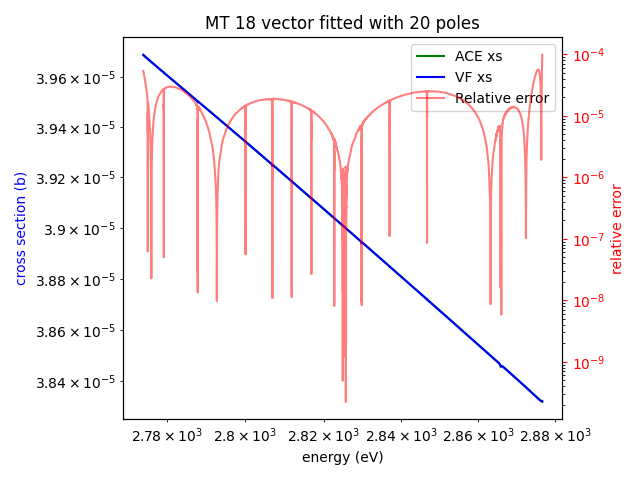 MT 18 vector fitted with 20 poles
ACE xs
VF xs
Relative error
3.96 × 10⁻⁵
3.94 × 10⁻⁵
3.92 × 10⁻⁵
3.9 × 10⁻⁵
3.88 × 10⁻⁵
3.86 × 10⁻⁵
3.84 × 10⁻⁵
cross section (b)
10⁻⁴
10⁻⁵
10⁻⁶
10⁻⁷
10⁻⁸
10⁻⁹
relative error
2.78 × 10³ 2.8 × 10³ 2.82 × 10³ 2.84 × 10³ 2.86 × 10³ 2.88 × 10³
energy (eV)